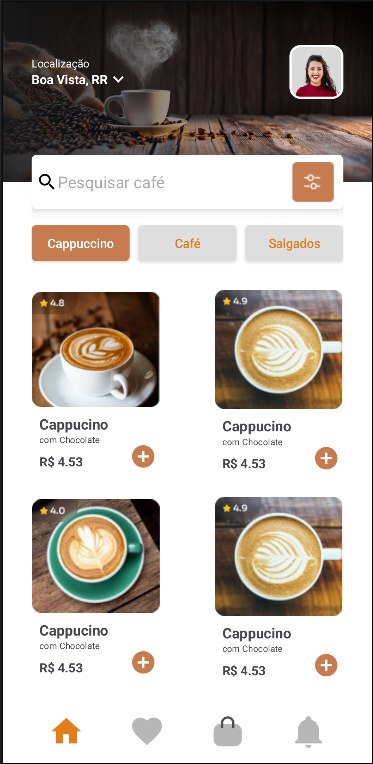 Localização
Boa Vista, RR
Pesquisar café
Cappuccino
Café
Salgados
4.8
4.9
Cappucino
com Chocolate
R$ 4.53
Cappucino
com Chocolate
R$ 4.53
4.0
4.9
Cappucino
com Chocolate
R$ 4.53
Cappucino
com Chocolate
R$ 4.53